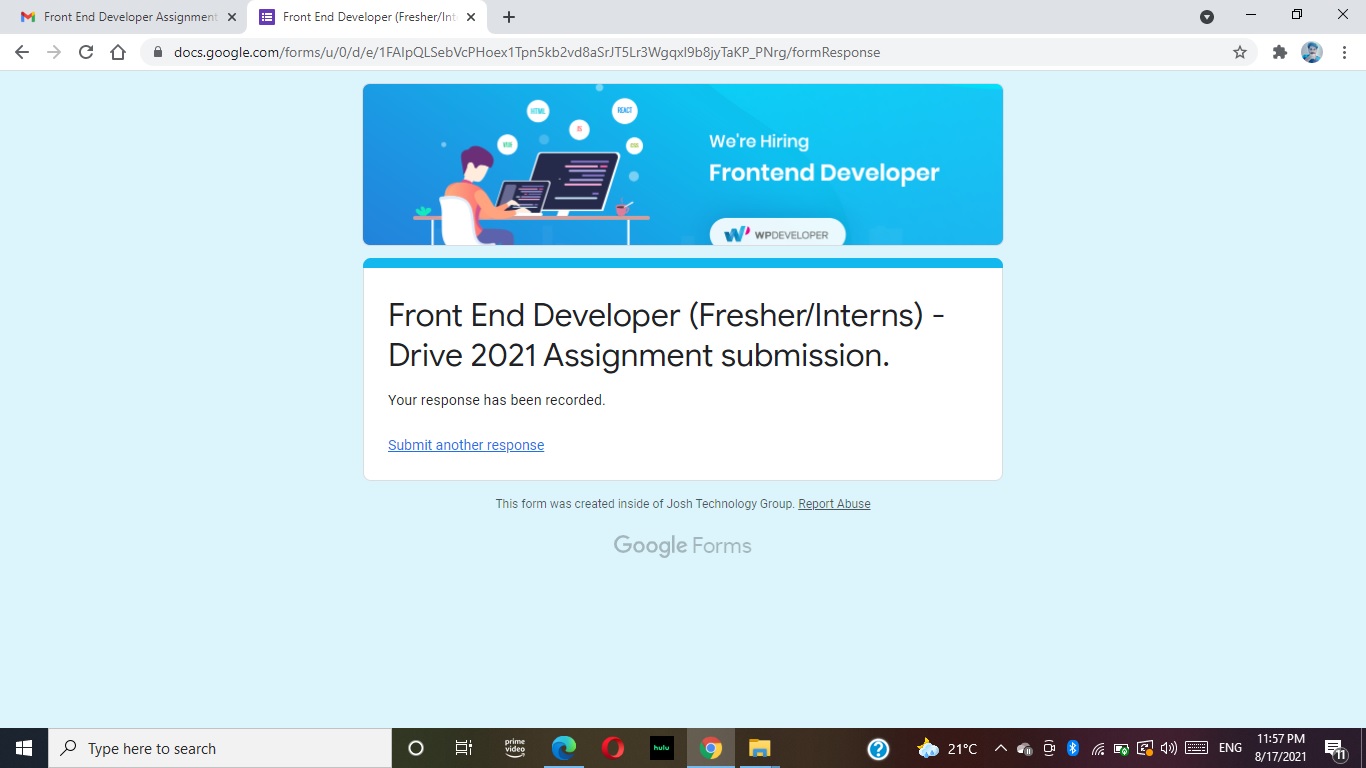 Front End Developer Assignment
Front End Developer (Fresher/Int
docs.google.com/forms/u/0/d/e/1FAIpQLSebVcPHoex1Tpn5kb2vd8aSrJT5Lr3Wgqxl9b8jyTaKP_PNrg/formResponse
HTML
REACT
JS
VUE
CSS
We're Hiring
Frontend Developer
WPDEVELOPER
Front End Developer (Fresher/Interns) -
Drive 2021 Assignment submission.
Your response has been recorded.
Submit another response
This form was created inside of Josh Technology Group. Report Abuse
Google Forms
Type here to search
prime
video
hulu
21°C
ENG
11:57 PM
8/17/2021
11